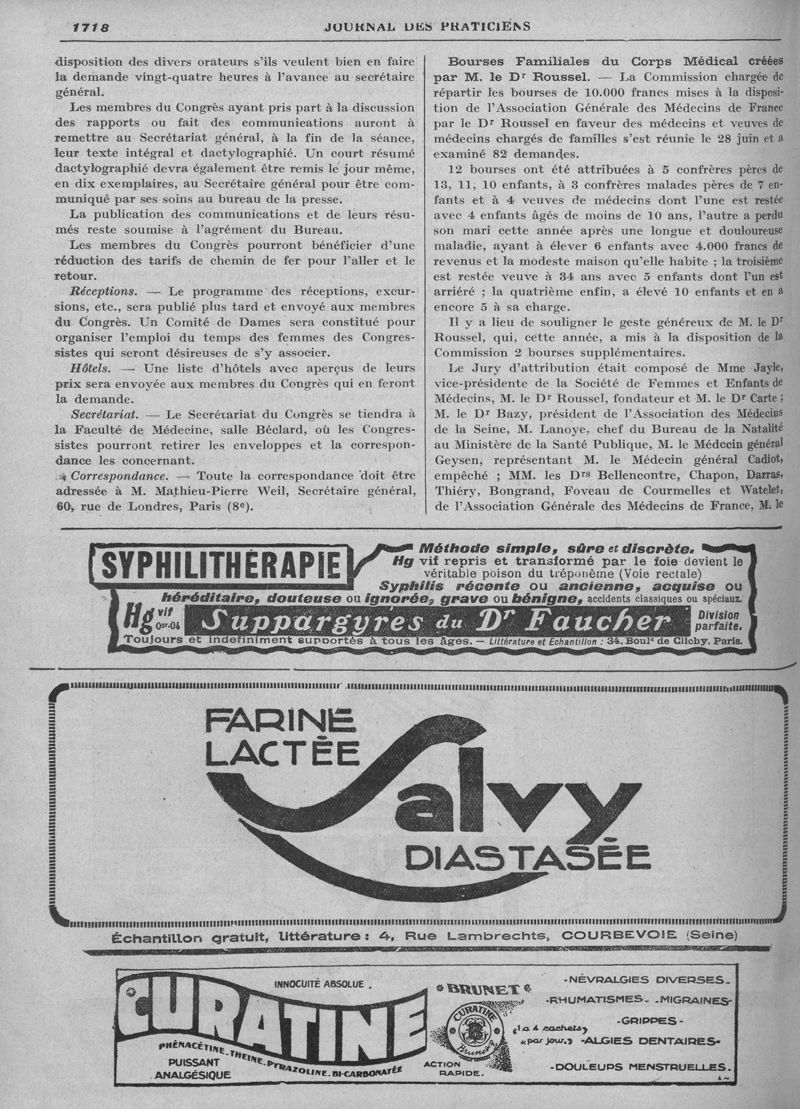 1718
JOURNAL DES PRATICIENS
disposition des divers orateurs s'ils veulent bien en faire
la demande vingt-quatre heures à l'avance au secrétaire
général.
Les membres du Congrès ayant pris part à la discussion
des rapports ou fait des communications auront à
remettre au Secrétariat général, à la fin de la séance,
leur texte intégral et dactylographié. Un court résumé
dactylographié devra également être remis le jour même,
en dix exemplaires, au Secrétaire général pour être com-
muniqué par ses soins au bureau de la presse.
La publication des communications et de leurs résu-
més reste soumise à l'agrément du Bureau.
Les membres du Congrès pourront bénéficier d'une
réduction des tarifs de chemin de fer pour l'aller et le
retour.
Réceptions. — Le programme des réceptions, excur-
sions, etc., sera publié plus tard et envoyé aux membres
du Congrès. Un Comité de Dames sera constitué pour
organiser l'emploi du temps des femmes des Congres-
sistes qui seront désireuses de s'y associer.
Hôtels. — Une liste d'hôtels avec aperçus de leurs
prix sera envoyée aux membres du Congrès qui en feront
la demande.
Secrétariat. — Le Secrétariat du Congrès se tiendra à
la Faculté de Médecine, salle Béclard, où les Congres-
sistes pourront retirer les enveloppes et la correspon-
dance les concernant.
Correspondance. — Toute la correspondance doit être
adressée à M. Mathieu-Pierre Weil, Secrétaire général,
60, rue de Londres, Paris (8e).
Bourses Familiales du Corps Médical créées
par M. le Dr Roussel. — La Commission chargée de
répartir les bourses de 10.000 francs mises à la disposi-
tion de l'Association Générale des Médecins de France
par le Dr Roussel en faveur des médecins et veuves de
médecins chargés de familles s'est réunie le 28 juin et a
examiné 82 demandes.
12 bourses ont été attribuées à 5 confrères pères de
13, 11, 10 enfants, à 3 confrères malades pères de 7 en-
fants et à 4 veuves de médecins dont l'une est restée
avec 4 enfants âgés de moins de 10 ans, l'autre a perdu
son mari cette année après une longue et douloureuse
maladie, ayant à élever 6 enfants avec 4.000 francs de
revenus et la modeste maison qu'elle habite ; la troisième
est restée veuve à 34 ans avec 5 enfants dont l'un est
arriéré ; la quatrième enfin, a élevé 10 enfants et en a
encore 5 à sa charge.
Il y a lieu de souligner le geste généreux de M. le Dr
Roussel, qui, cette année, a mis à la disposition de la
Commission 2 bourses supplémentaires.
Le Jury d'attribution était composé de Mme Jayle,
vice-présidente de la Société de Femmes et Enfants de
Médecins, M. le Dr Roussel, fondateur et M. le Dr Carte ;
M. le Dr Bazy, président de l'Association des Médecins
de la Seine, M. Lanoye, chef du Bureau de la Natalité
au Ministère de la Santé Publique, M. le Médecin général
Geysen, représentant M. le Médecin général Cadiot,
empêché ; MM. les Drs Bellencontre, Chapon, Darras,
Thiéry, Bongrand, Foveau de Courmelles et Watelet,
de l'Association Générale des Médecins de France, M. le
SYPHILITHÉRAPIE
Méthode simple, sûre et discrète.
Hg vif repris et transformé par le foie devient le
véritable poison du tréponème (Voie rectale)
Syphilis récente ou ancienne, acquise ou
héréditaire, douteuse ou ignorée, grave ou bénigne, accidents classiques ou spéciaux.
Hg vif 0gr.04 Suppargyres du Dr Faucher Division parfaite.
Toujours et indéfiniment supportés à tous les âges. — Littérature et Echantillon : 34, Bould de Clichy, Paris.
FARINE
LACTÉE
Salvy
DIASTASÉE
Échantillon gratuit, littérature : 4, Rue Lambrechts, COURBEVOIE (Seine)
INNOCUITÉ ABSOLUE.
CURATINE
PHÉNACÉTINE_THEINE_PYRAZOLINE_BI-CARBONATÉE
PUISSANT
ANALGÉSIQUE
BRUNET
CURATINE
Brunet
ACTION
RAPIDE.
(1 à 4 cachets)
"par jour."
-NÉVRALGIES DIVERSES-
-RHUMATISMES- -MIGRAINES-
-GRIPPES-
-ALGIES DENTAIRES-
-DOULEURS MENSTRUELLES.